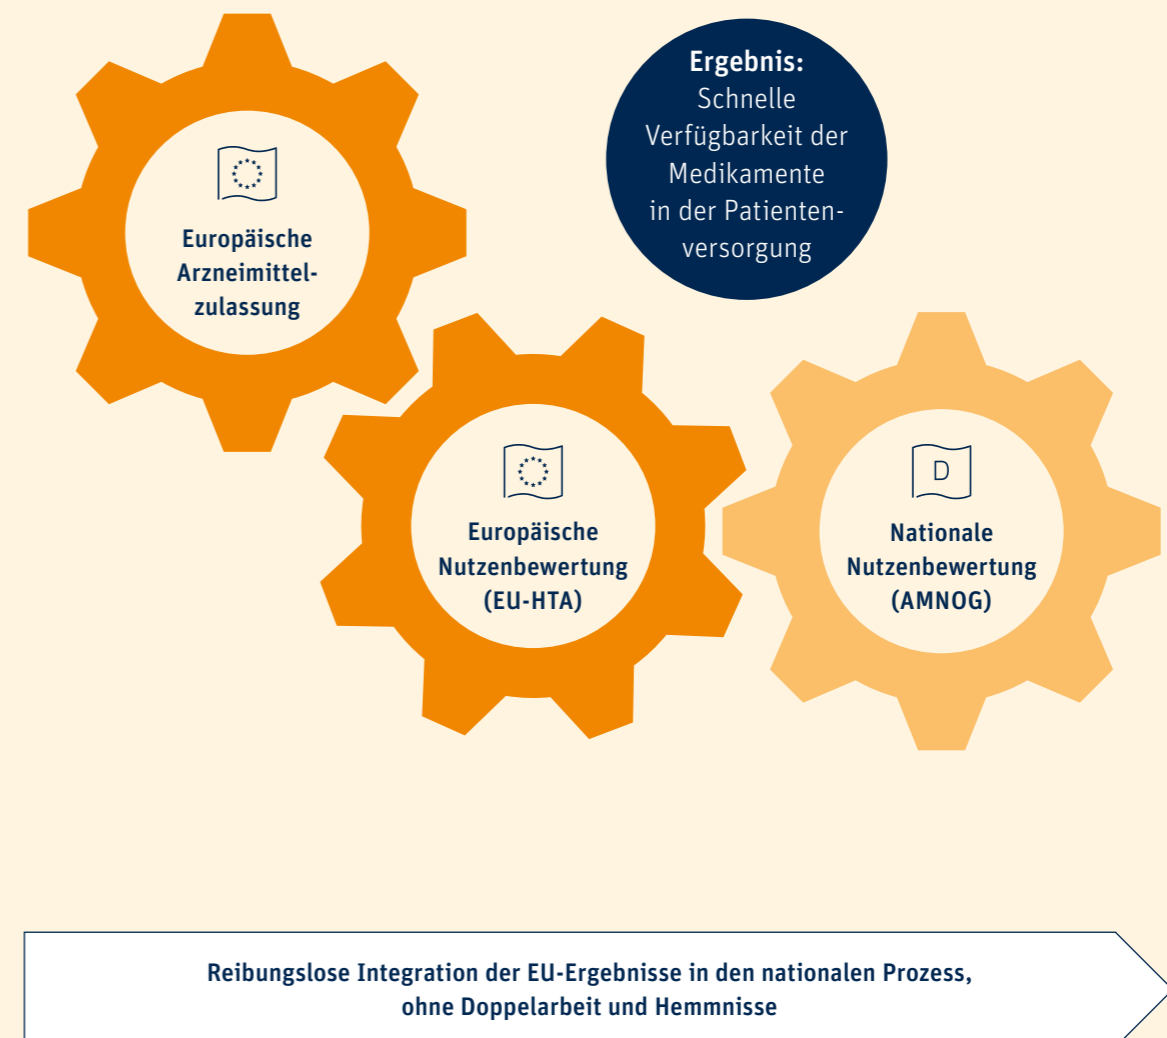 Europäische
Arzneimittel-
zulassung
Ergebnis:
Schnelle
Verfügbarkeit der
Medikamente
in der Patienten-
versorgung
Europäische
Nutzenbewertung
(EU-HTA)
D
Nationale
Nutzenbewertung
(AMNOG)
Reibungslose Integration der EU-Ergebnisse in den nationalen Prozess,
ohne Doppelarbeit und Hemmnisse